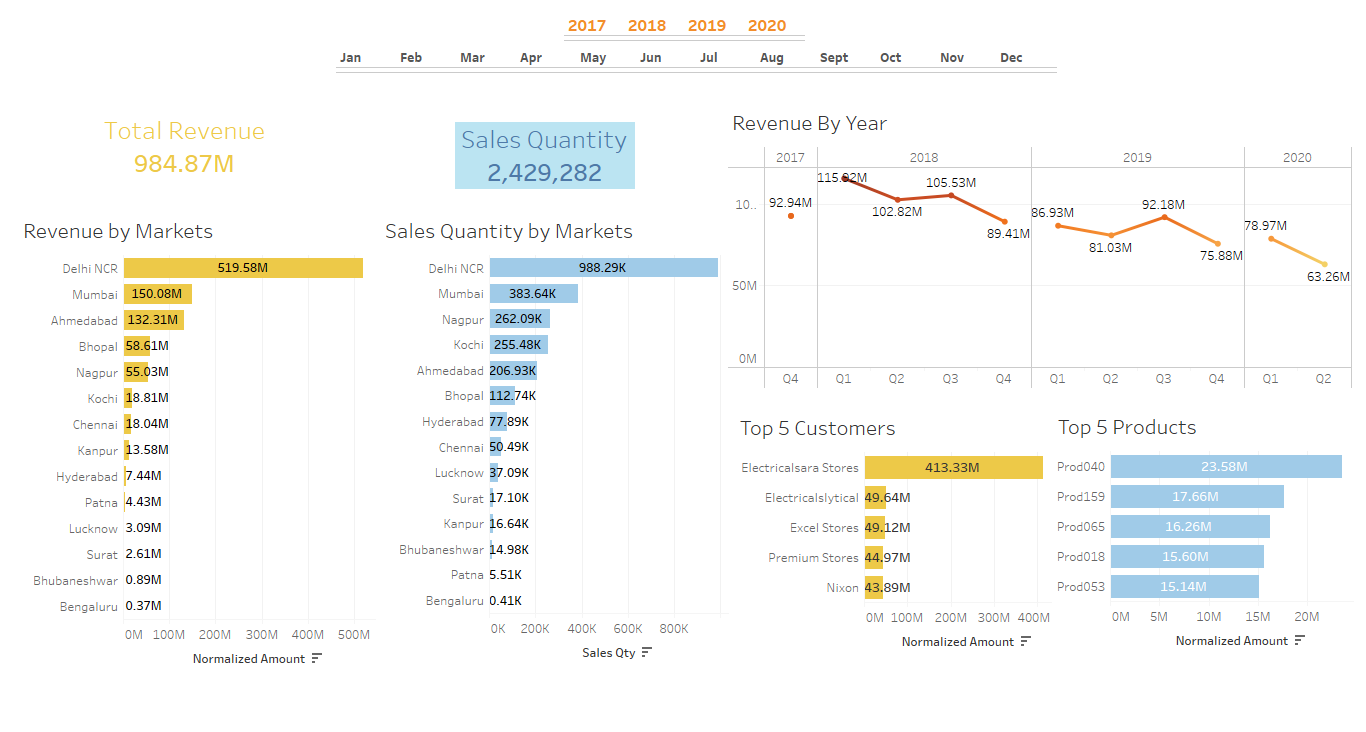 2017 2018 2019 2020
Jan Feb Mar Apr May Jun Jul Aug Sept Oct Nov Dec
Total Revenue
984.87M
Sales Quantity
2,429,282
Revenue by Markets
Delhi NCR 519.58M
Mumbai 150.08M
Ahmedabad 132.31M
Bhopal 58.61M
Nagpur 55.03M
Kochi 18.81M
Chennai 18.04M
Kanpur 13.58M
Hyderabad 7.44M
Patna 4.43M
Lucknow 3.09M
Surat 2.61M
Bhubaneshwar 0.89M
Bengaluru 0.37M
0M 100M 200M 300M 400M 500M
Normalized Amount
Sales Quantity by Markets
Delhi NCR 988.29K
Mumbai 383.64K
Nagpur 262.09K
Kochi 255.48K
Ahmedabad 206.93K
Bhopal 112.74K
Hyderabad 77.89K
Chennai 50.49K
Lucknow 37.09K
Surat 17.10K
Kanpur 16.64K
Bhubaneshwar 14.98K
Patna 5.51K
Bengaluru 0.41K
0K 200K 400K 600K 800K
Sales Qty
Revenue By Year
2017 2018 2019 2020
10..
50M
0M
92.94M
102.82M
105.53M
89.41M
86.93M
81.03M
92.18M
75.88M
78.97M
63.26M
Q4 Q1 Q2 Q3 Q4 Q1 Q2 Q3 Q4 Q1 Q2
Top 5 Customers
Electricalsara Stores 413.33M
Electricalslytical 49.64M
Excel Stores 49.12M
Premium Stores 44.97M
Nixon 43.89M
0M 100M 200M 300M 400M
Normalized Amount
Top 5 Products
Prod040 23.58M
Prod159 17.66M
Prod065 16.26M
Prod018 15.60M
Prod053 15.14M
0M 5M 10M 15M 20M
Normalized Amount